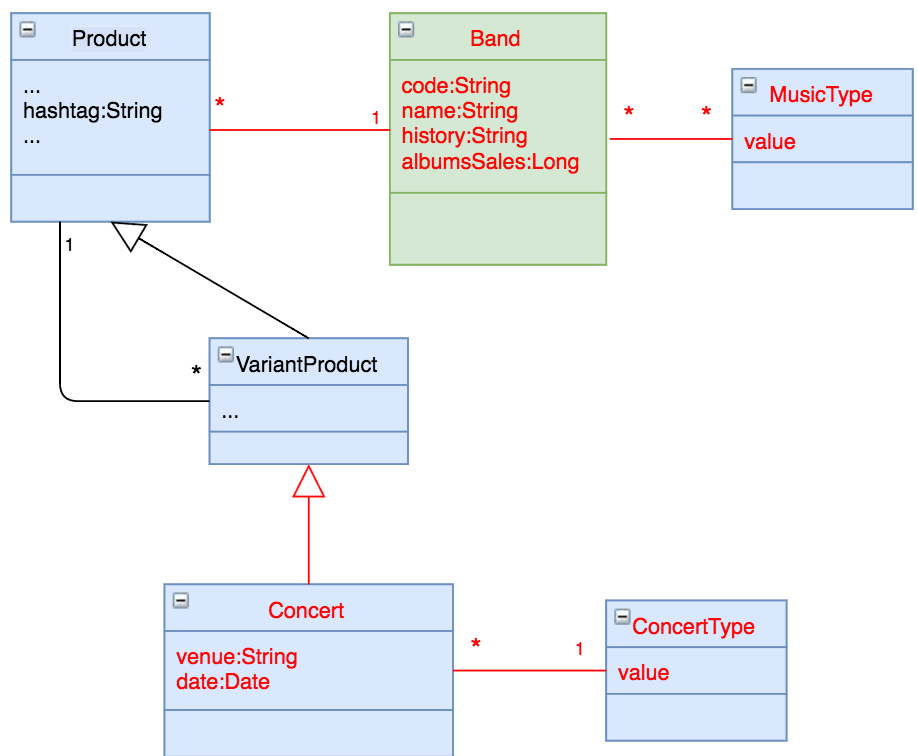 Product
...
hashtag:String
...
*
1
Band
code:String
name:String
history:String
albumsSales:Long
*
*
MusicType
value
1
*
VariantProduct
...
Concert
venue:String
date:Date
*
1
ConcertType
value